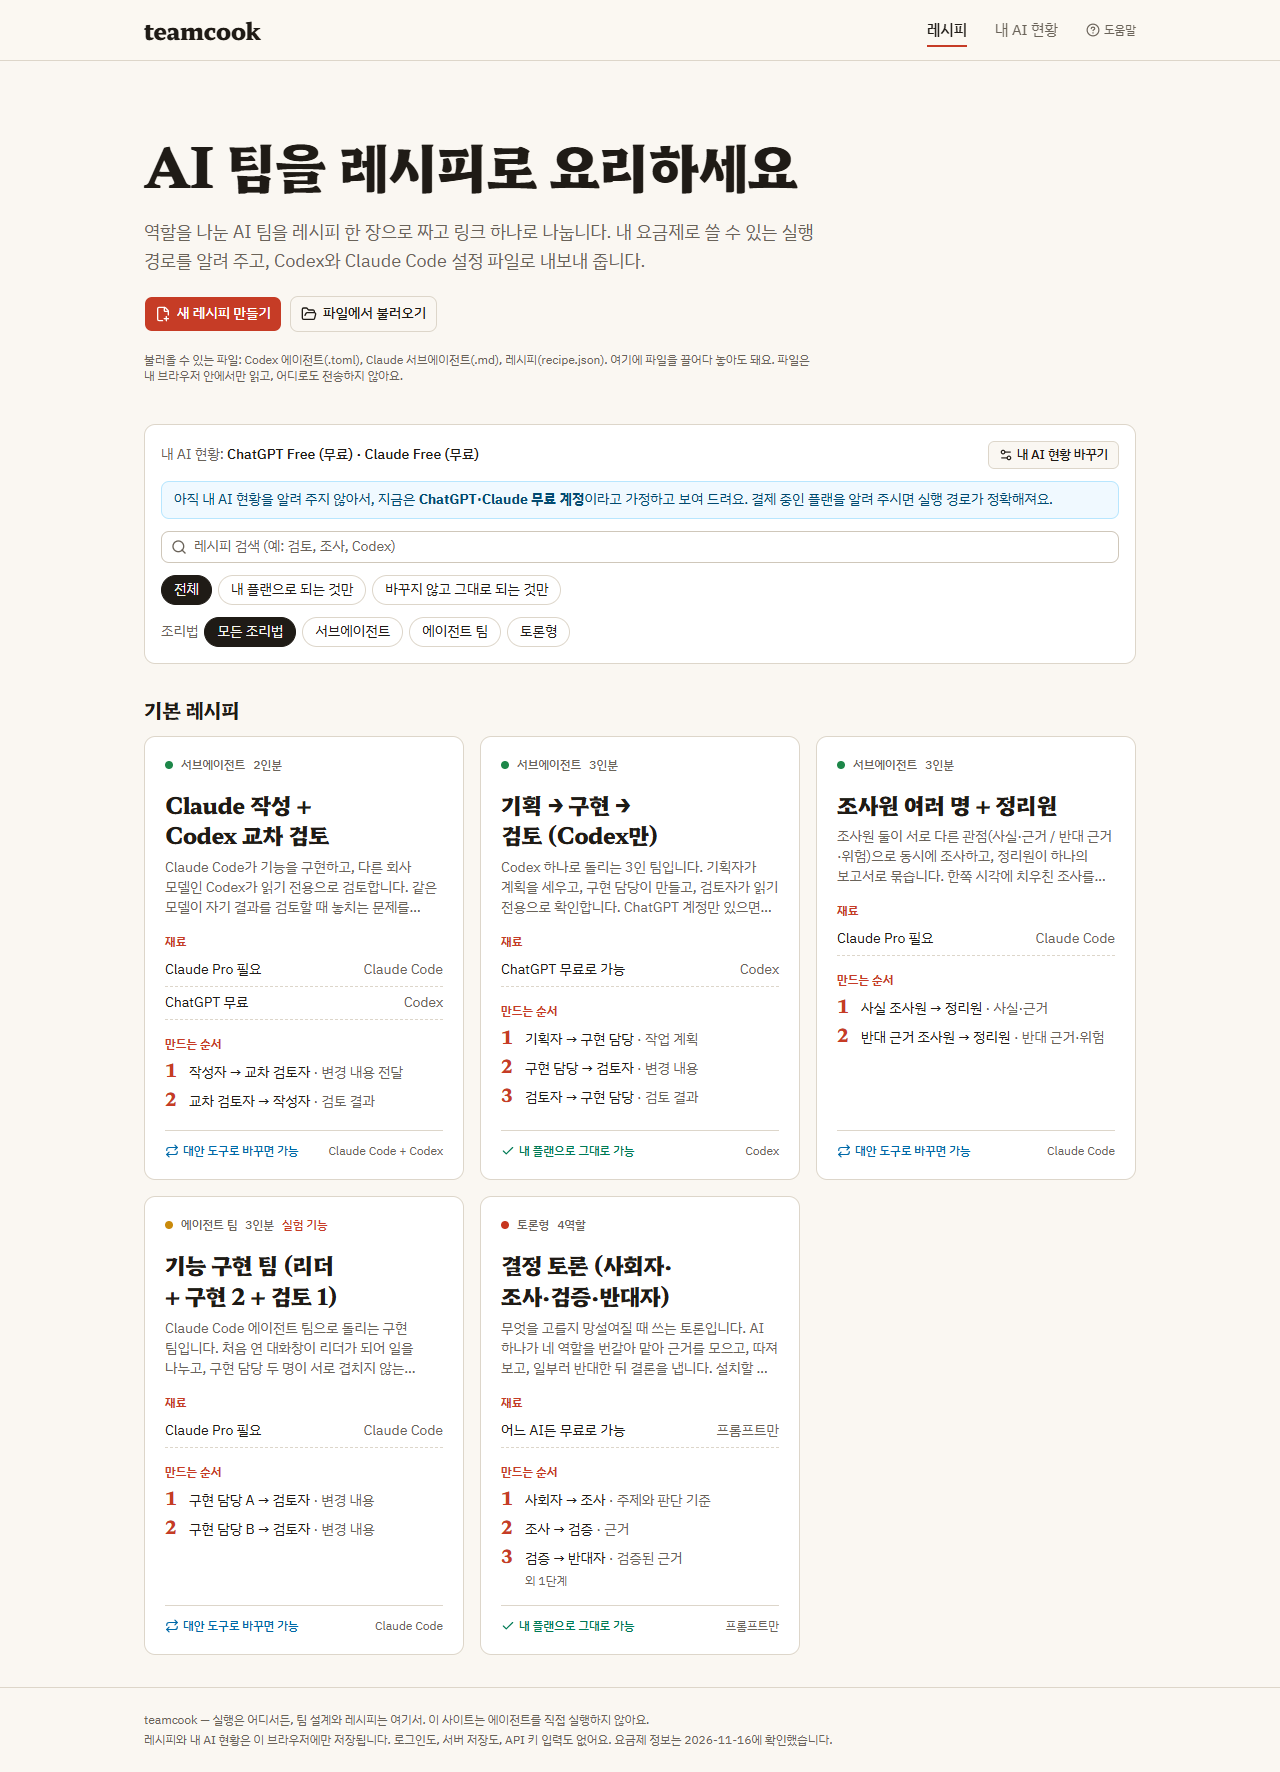 teamcook
레시피
내 AI 현황
도움말
AI 팀을 레시피로 요리하세요
역할을 나눈 AI 팀을 레시피 한 장으로 짜고 링크 하나로 나눕니다. 내 요금제로 쓸 수 있는 실행
경로를 알려 주고, Codex와 Claude Code 설정 파일로 내보내 줍니다.
새 레시피 만들기
파일에서 불러오기
불러올 수 있는 파일: Codex 에이전트(.toml), Claude 서브에이전트(.md), 레시피(recipe.json). 여기에 파일을 끌어다 놓아도 돼요. 파일은
내 브라우저 안에서만 읽고, 어디로도 전송하지 않아요.
내 AI 현황: ChatGPT Free (무료) · Claude Free (무료)
내 AI 현황 바꾸기
아직 내 AI 현황을 알려 주지 않아서, 지금은 ChatGPT·Claude 무료 계정이라고 가정하고 보여 드려요. 결제 중인 플랜을 알려 주시면 실행 경로가 정확해져요.
레시피 검색 (예: 검토, 조사, Codex)
전체
내 플랜으로 되는 것만
바꾸지 않고 그대로 되는 것만
조리법
모든 조리법
서브에이전트
에이전트 팀
토론형
기본 레시피
서브에이전트 2인분
Claude 작성 +
Codex 교차 검토
Claude Code가 기능을 구현하고, 다른 회사
모델인 Codex가 읽기 전용으로 검토합니다. 같은
모델이 자기 결과를 검토할 때 놓치는 문제를...
재료
Claude Pro 필요 Claude Code
ChatGPT 무료 Codex
만드는 순서
1 작성자 → 교차 검토자 · 변경 내용 전달
2 교차 검토자 → 작성자 · 검토 결과
대안 도구로 바꾸면 가능 Claude Code + Codex
서브에이전트 3인분
기획 → 구현 →
검토 (Codex만)
Codex 하나로 돌리는 3인 팀입니다. 기획자가
계획을 세우고, 구현 담당이 만들고, 검토자가 읽기
전용으로 확인합니다. ChatGPT 계정만 있으면...
재료
ChatGPT 무료로 가능 Codex
만드는 순서
1 기획자 → 구현 담당 · 작업 계획
2 구현 담당 → 검토자 · 변경 내용
3 검토자 → 구현 담당 · 검토 결과
내 플랜으로 그대로 가능 Codex
서브에이전트 3인분
조사원 여러 명 + 정리원
조사원 둘이 서로 다른 관점(사실·근거 / 반대 근거
·위험)으로 동시에 조사하고, 정리원이 하나의
보고서로 묶습니다. 한쪽 시각에 치우친 조사를...
재료
Claude Pro 필요 Claude Code
만드는 순서
1 사실 조사원 → 정리원 · 사실·근거
2 반대 근거 조사원 → 정리원 · 반대 근거·위험
대안 도구로 바꾸면 가능 Claude Code
에이전트 팀 3인분 실험 기능
기능 구현 팀 (리더
+ 구현 2 + 검토 1)
Claude Code 에이전트 팀으로 돌리는 구현
팀입니다. 처음 연 대화창이 리더가 되어 일을
나누고, 구현 담당 두 명이 서로 겹치지 않는...
재료
Claude Pro 필요 Claude Code
만드는 순서
1 구현 담당 A → 검토자 · 변경 내용
2 구현 담당 B → 검토자 · 변경 내용
대안 도구로 바꾸면 가능 Claude Code
토론형 4역할
결정 토론 (사회자·
조사·검증·반대자)
무엇을 고를지 망설여질 때 쓰는 토론입니다. AI
하나가 네 역할을 번갈아 맡아 근거를 모으고, 따져
보고, 일부러 반대한 뒤 결론을 냅니다. 설치할 ...
재료
어느 AI든 무료로 가능 프롬프트만
만드는 순서
1 사회자 → 조사 · 주제와 판단 기준
2 조사 → 검증 · 근거
3 검증 → 반대자 · 검증된 근거
외 1단계
내 플랜으로 그대로 가능 프롬프트만
teamcook — 실행은 어디서든, 팀 설계와 레시피는 여기서. 이 사이트는 에이전트를 직접 실행하지 않아요.
레시피와 내 AI 현황은 이 브라우저에만 저장됩니다. 로그인도, 서버 저장도, API 키 입력도 없어요. 요금제 정보는 2026-11-16에 확인했습니다.